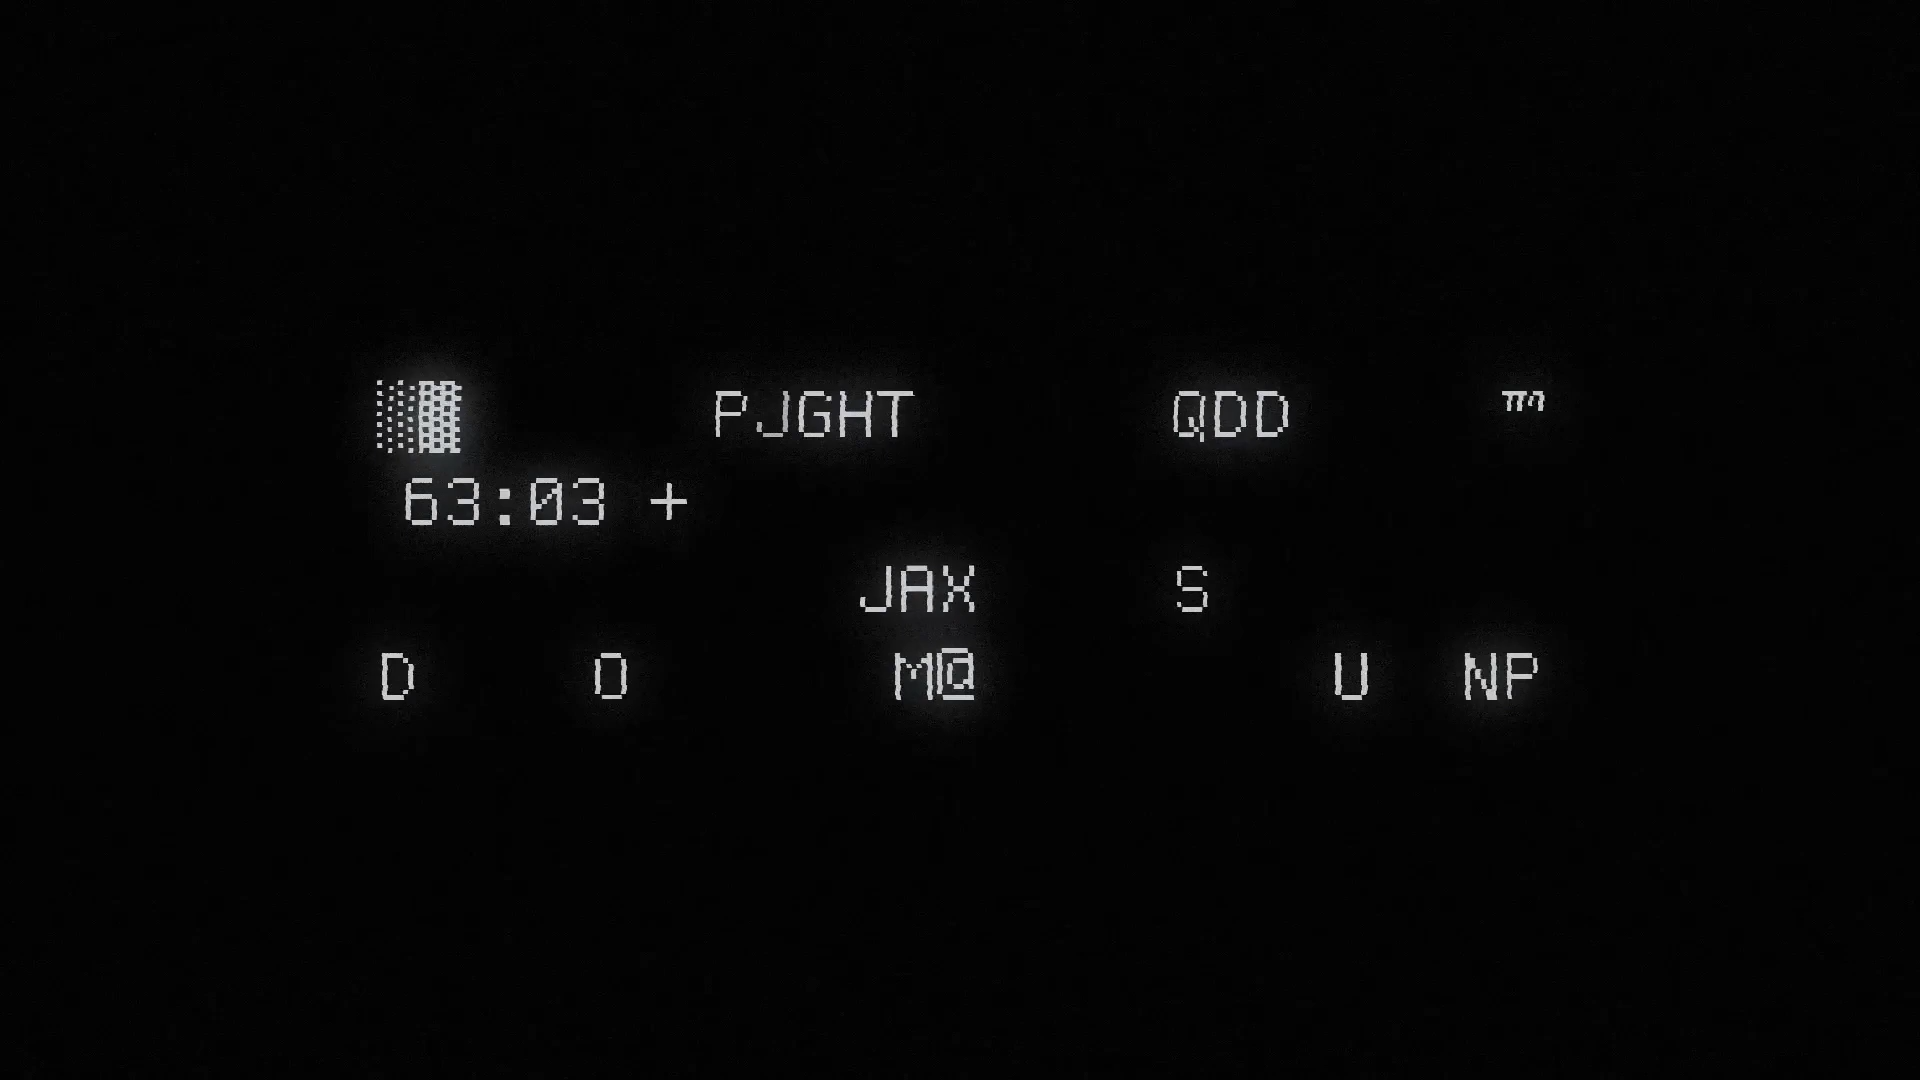 ░▒▓ PJGHT QDD ™
63:03 +
JAX S
D O M@ U NP